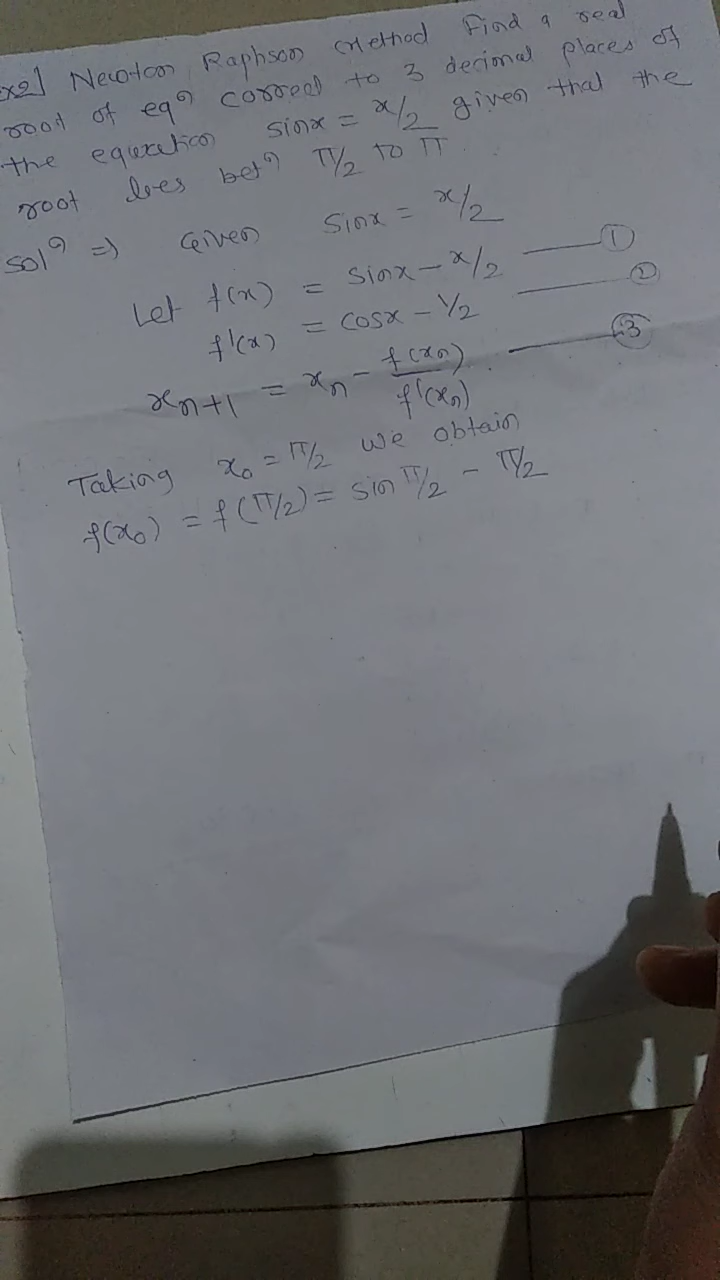 Ex2] Newton Raphson Method Find a real
root of eqn correct to 3 decimal places of
the equation sinx = x/2 given that the
root lies betn π/2 to π.
Soln ⇒ Given sinx = x/2
Let f(x) = sinx - x/2 —— ①
f'(x) = cosx - 1/2 —— ②
xn+1 = xn - f(xn)/f'(xn) —— ③
Taking x0 = π/2 we obtain
f(x0) = f(π/2) = sin π/2 - π/2